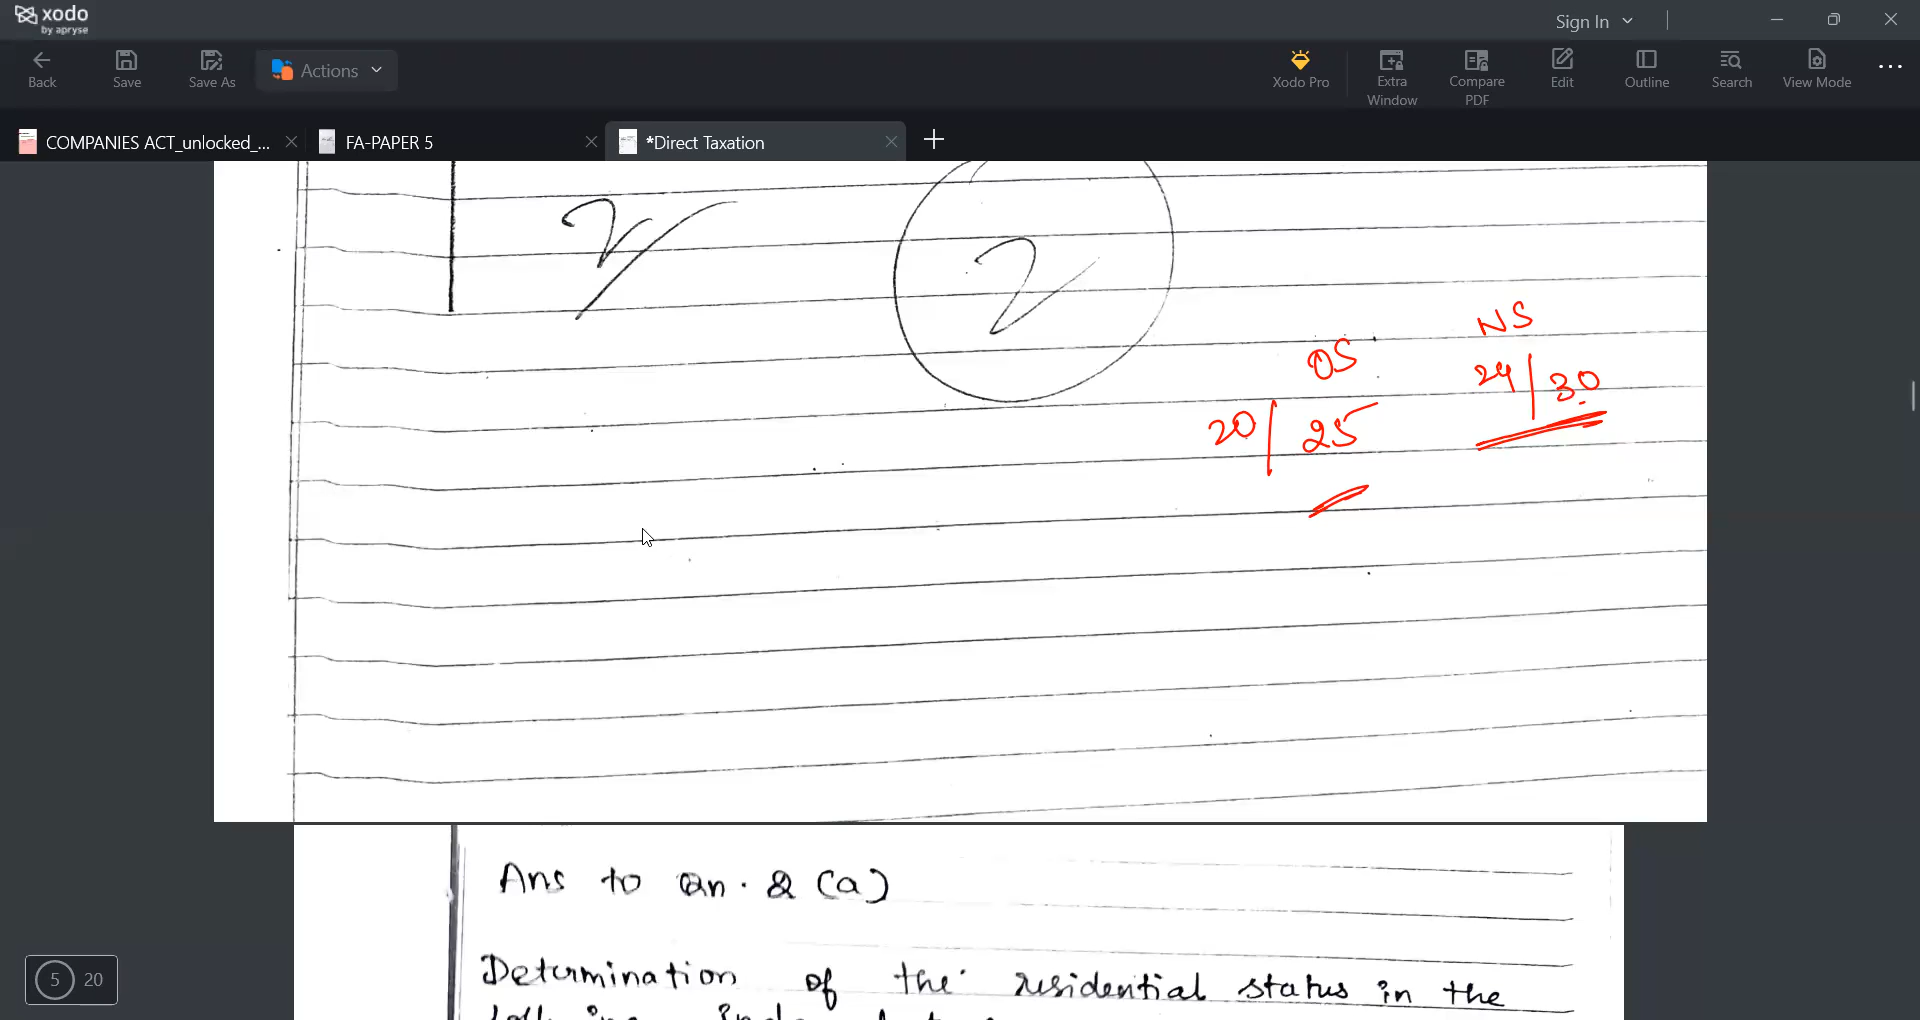 xodo
by apryse
Sign In
Back
Save
Save As
Actions
Xodo Pro
Extra Window
Compare PDF
Edit
Outline
Search
View Mode
COMPANIES ACT_unlocked_...
FA-PAPER 5
*Direct Taxation
2
NS
OS
24/30
20/25
Ans to Qn. 2 (a)
Determination of the residential status in the
5 20